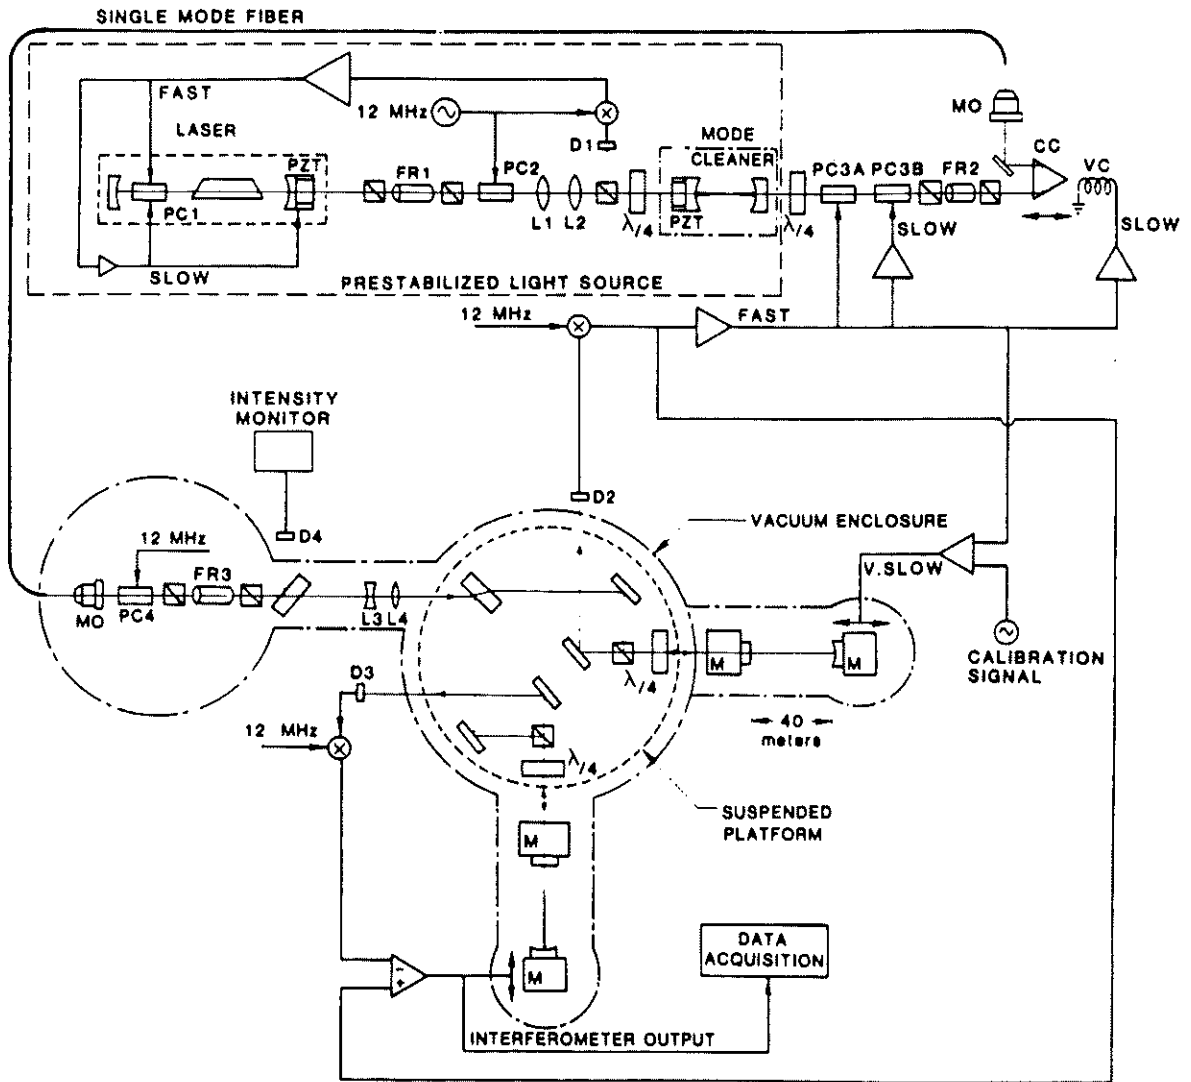 SINGLE MODE FIBER
FAST
12 MHz
LASER
D1
MODE
CLEANER
MO
CC
VC
PZT
FR1
PC2
PC3A
PC3B
FR2
PC1
L1
L2
λ/4
PZT
λ/4
SLOW
SLOW
SLOW
PRESTABILIZED LIGHT SOURCE
12 MHz
FAST
INTENSITY
MONITOR
D2
VACUUM ENCLOSURE
D4
12 MHz
V.SLOW
FR3
MO
PC4
L3
L4
M
M
CALIBRATION
SIGNAL
λ/4
D3
40
meters
12 MHz
λ/4
SUSPENDED
PLATFORM
M
DATA
ACQUISITION
M
-
+
INTERFEROMETER OUTPUT